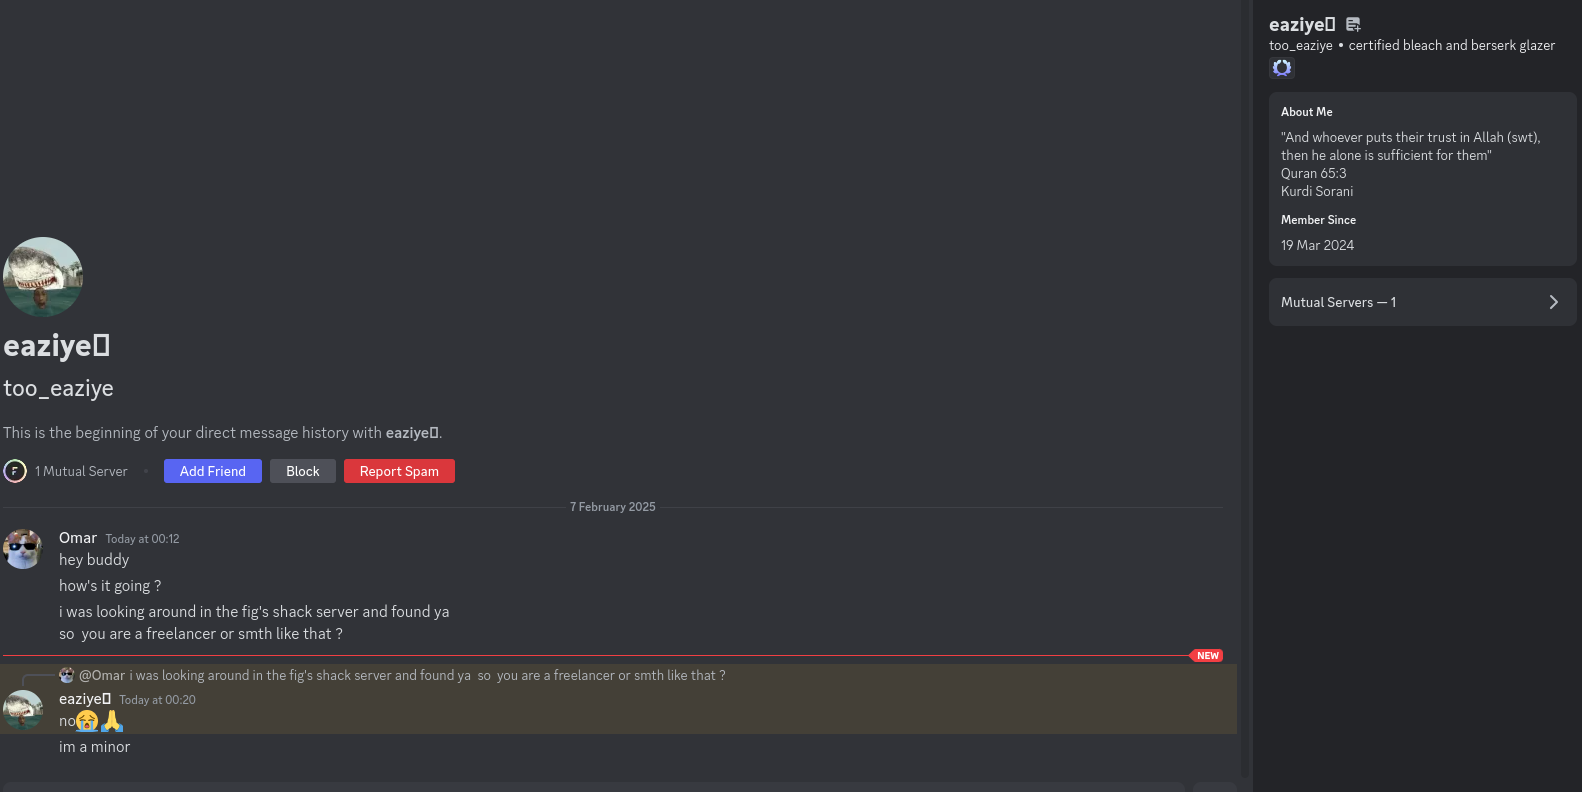 eaziye▯
too_eaziye
This is the beginning of your direct message history with eaziye▯.
1 Mutual Server • Add Friend Block Report Spam
7 February 2025
Omar Today at 00:12
hey buddy
how's it going ?
i was looking around in the fig's shack server and found ya
so  you are a freelancer or smth like that ?
NEW
@Omar i was looking around in the fig's shack server and found ya  so  you are a freelancer or smth like that ?
eaziye▯ Today at 00:20
no😭🙏
im a minor
eaziye▯
too_eaziye • certified bleach and berserk glazer
About Me
"And whoever puts their trust in Allah (swt),
then he alone is sufficient for them"
Quran 65:3
Kurdi Sorani
Member Since
19 Mar 2024
Mutual Servers — 1